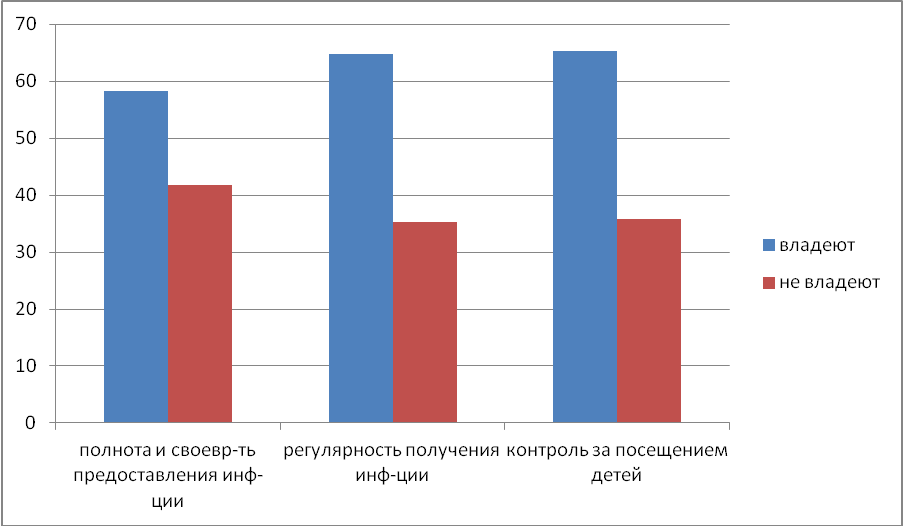 70
60
50
40
30
20
10
0
полнота и своевр-ть
предоставления инф-
ции
регулярность получения
инф-ции
контроль за посещением
детей
владеют
не владеют